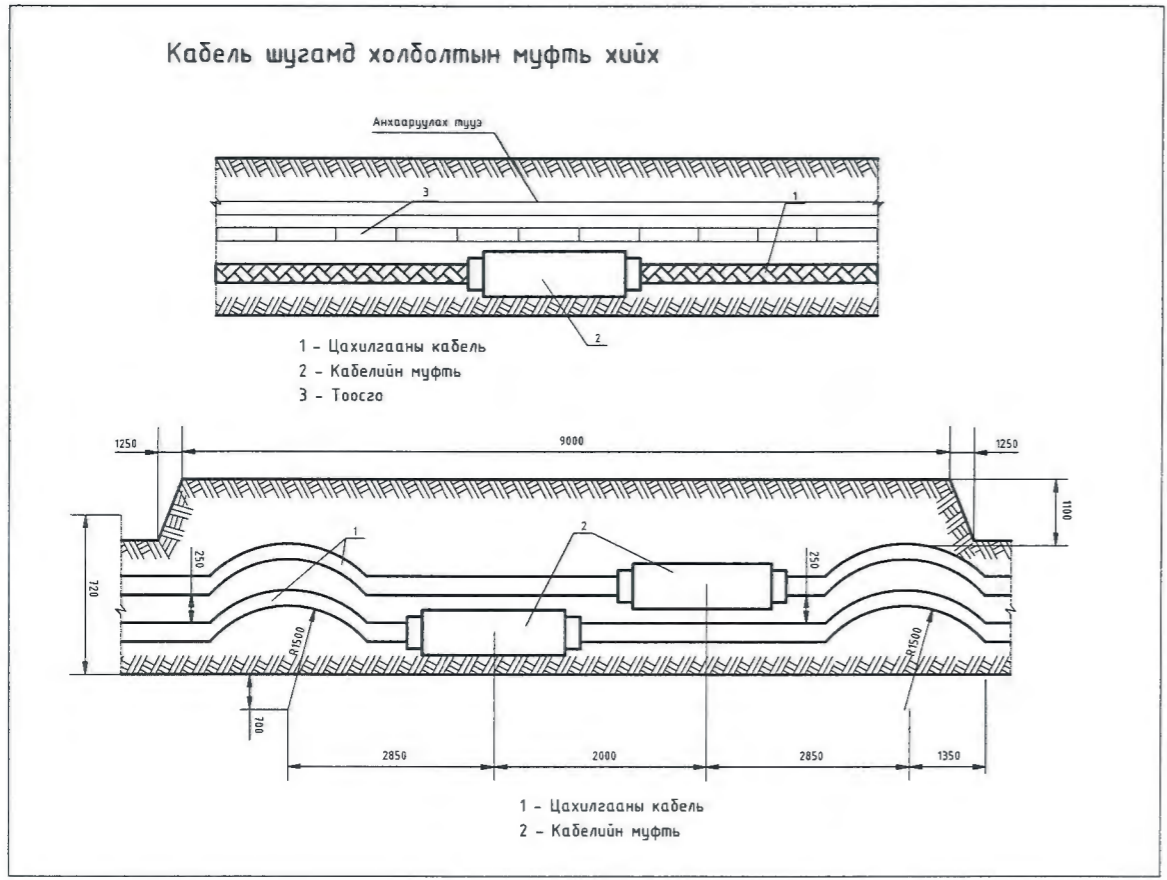 Кабель шугамд холболтын муфть хийх
Анхааруулах тууз
3
1
2
1 - Цахилгааны кабель
2 - Кабелийн муфть
3 - Тоосго
1250
9000
1250
1100
1
2
250
250
720
R1500
R1500
700
2850
2000
2850
1350
1 - Цахилгааны кабель
2 - Кабелийн муфть